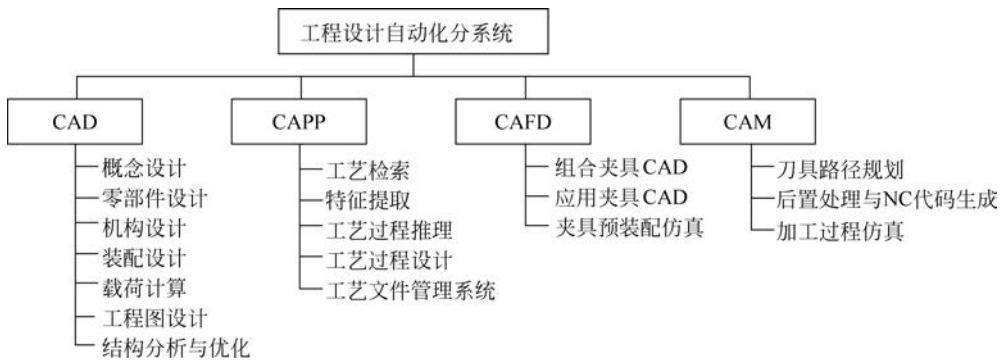 工程设计自动化分系统
CAD
概念设计
零部件设计
机构设计
装配设计
载荷计算
工程图设计
结构分析与优化
CAPP
工艺检索
特征提取
工艺过程推理
工艺过程设计
工艺文件管理系统
CAFD
组合夹具CAD
应用夹具CAD
夹具预装配仿真
CAM
刀具路径规划
后置处理与NC代码生成
加工过程仿真